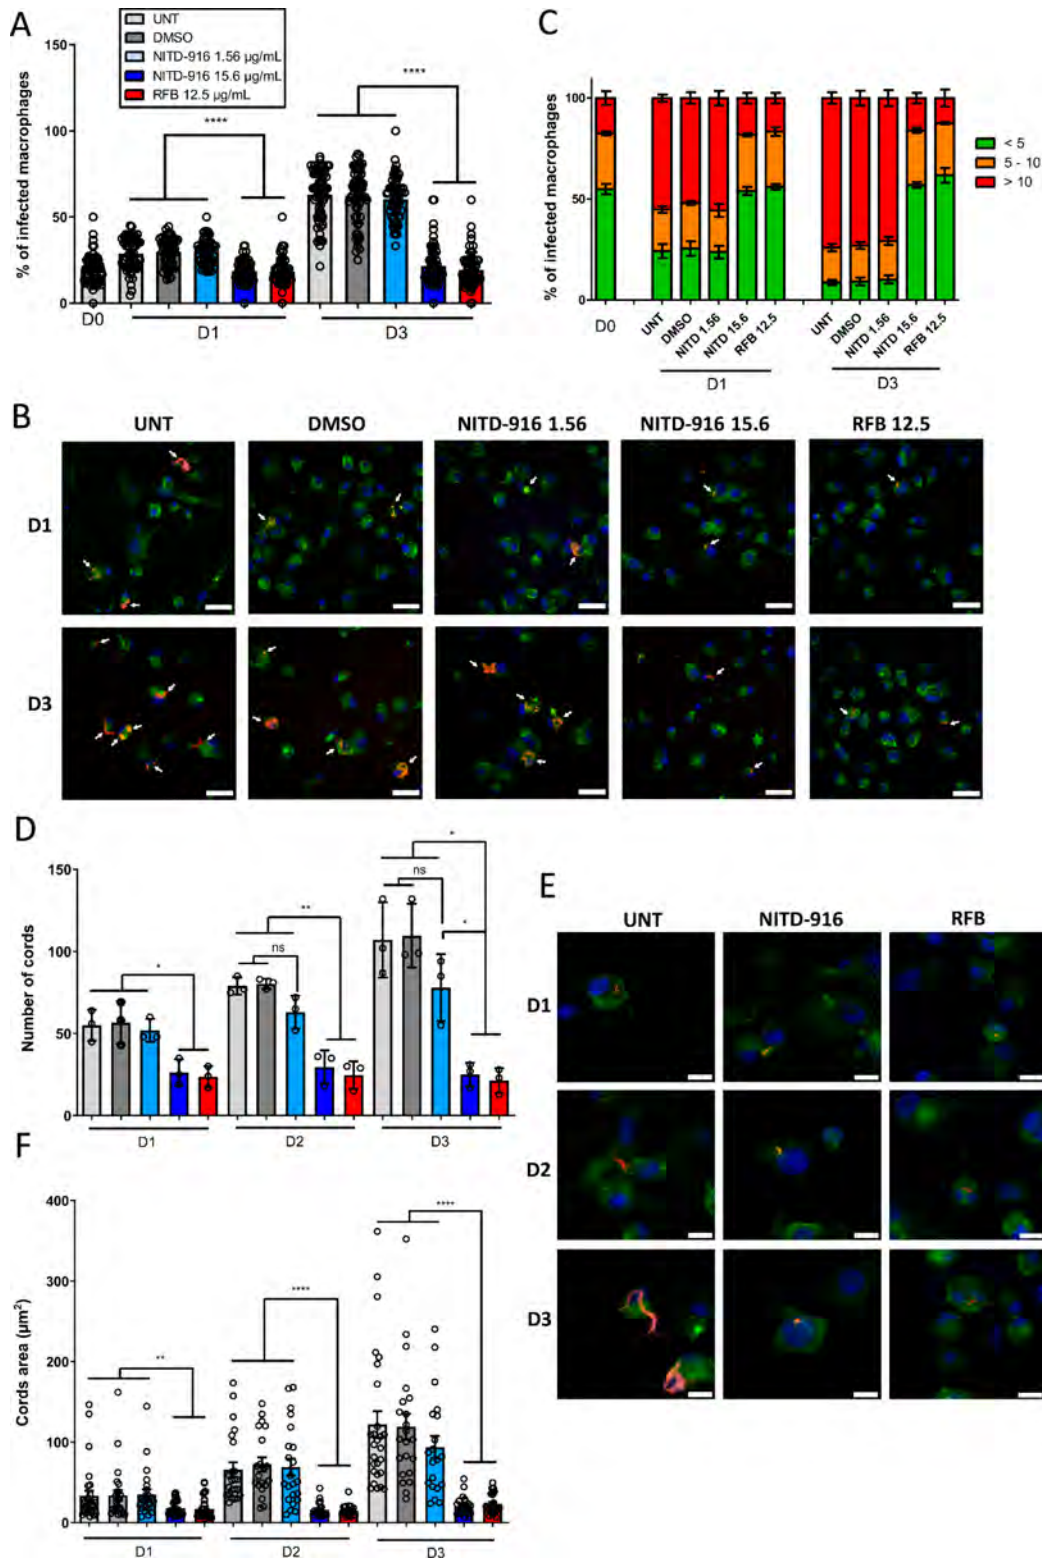 A
UNT
DMSO
NITD-916 1.56 µg/mL
NITD-916 15.6 µg/mL
RFB 12.5 µg/mL
% of infected macrophages
150
100
50
0
****
****
D0
D1
D3
C
% of infected macrophages
100
50
0
< 5
5 - 10
> 10
D0
UNT
DMSO
NITD 1.56
NITD 15.6
RFB 12.5
UNT
DMSO
NITD 1.56
NITD 15.6
RFB 12.5
D1
D3
B
UNT
DMSO
NITD-916 1.56
NITD-916 15.6
RFB 12.5
D1
D3
D
Number of cords
150
100
50
0
*
**
ns
*
ns
*
D1
D2
D3
E
UNT
NITD-916
RFB
D1
D2
D3
F
Cords area (µm²)
400
300
200
100
0
**
****
****
D1
D2
D3